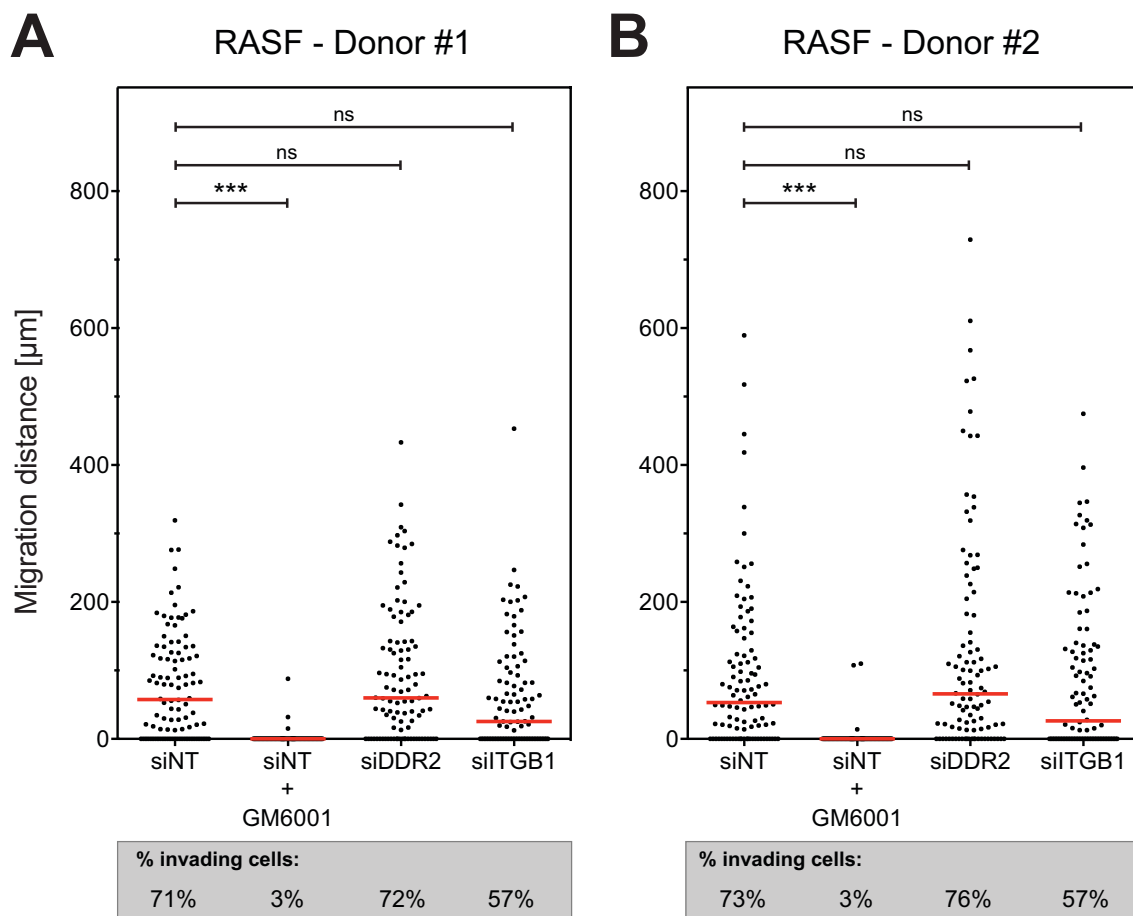 A RASF - Donor #1
ns
ns
***
800
600
400
200
0
Migration distance [µm]
siNT siNT siDDR2 siITGB1
+
GM6001
% invading cells:
71% 3% 72% 57%
B RASF - Donor #2
ns
ns
***
800
600
400
200
0
siNT siNT siDDR2 siITGB1
+
GM6001
% invading cells:
73% 3% 76% 57%